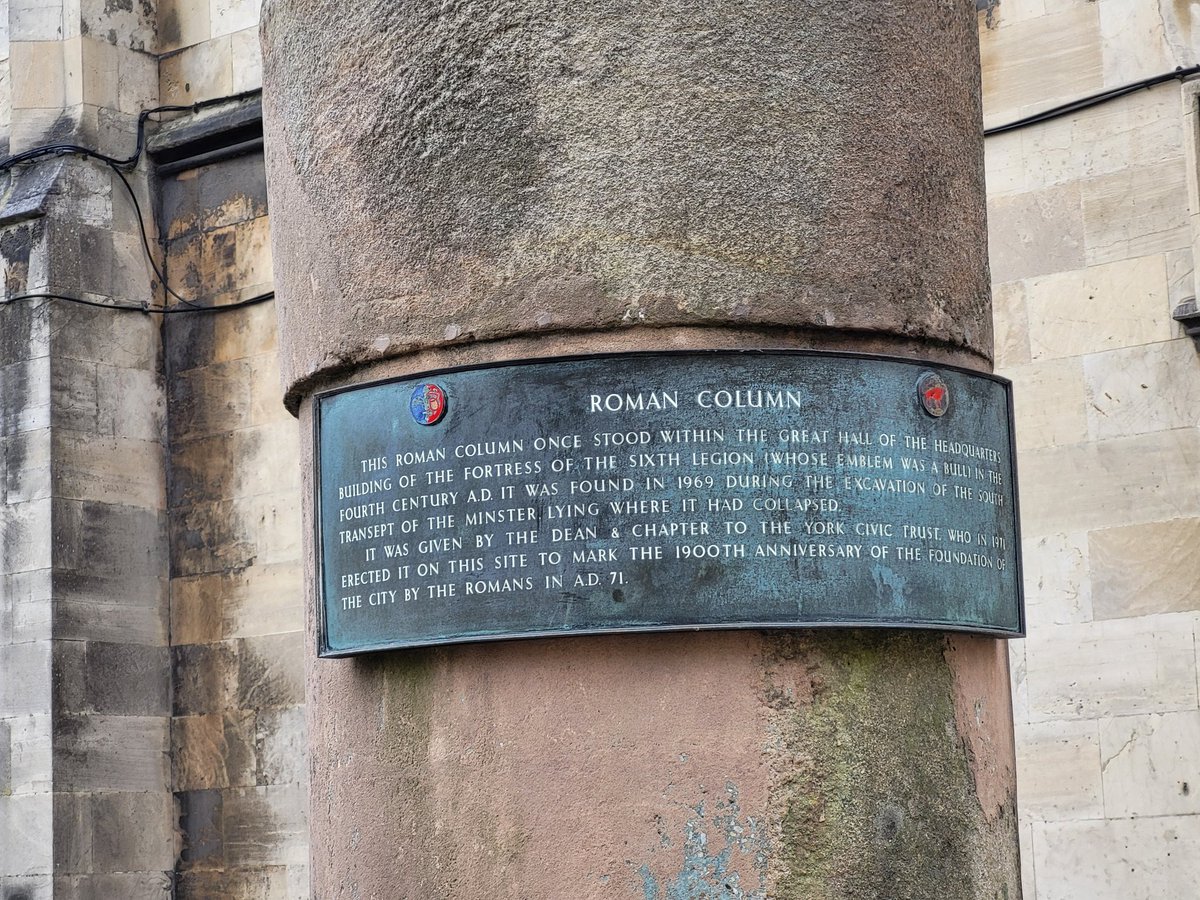 ROMAN COLUMN
THIS ROMAN COLUMN ONCE STOOD WITHIN THE GREAT HALL OF THE HEADQUARTERS
BUILDING OF THE FORTRESS OF THE SIXTH LEGION (WHOSE EMBLEM WAS A BULL) IN THE
FOURTH CENTURY A.D. IT WAS FOUND IN 1969 DURING THE EXCAVATION OF THE SOUTH
TRANSEPT OF THE MINSTER LYING WHERE IT HAD COLLAPSED.
IT WAS GIVEN BY THE DEAN & CHAPTER TO THE YORK CIVIC TRUST WHO IN 1971
ERECTED IT ON THIS SITE TO MARK THE 1900TH ANNIVERSARY OF THE FOUNDATION OF
THE CITY BY THE ROMANS IN A.D. 71.